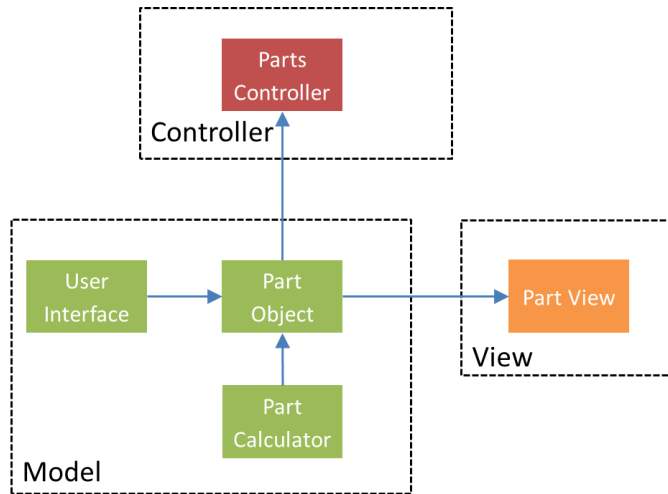 Parts
Controller
Controller
User
Interface
Part
Object
Part View
View
Part
Calculator
Model